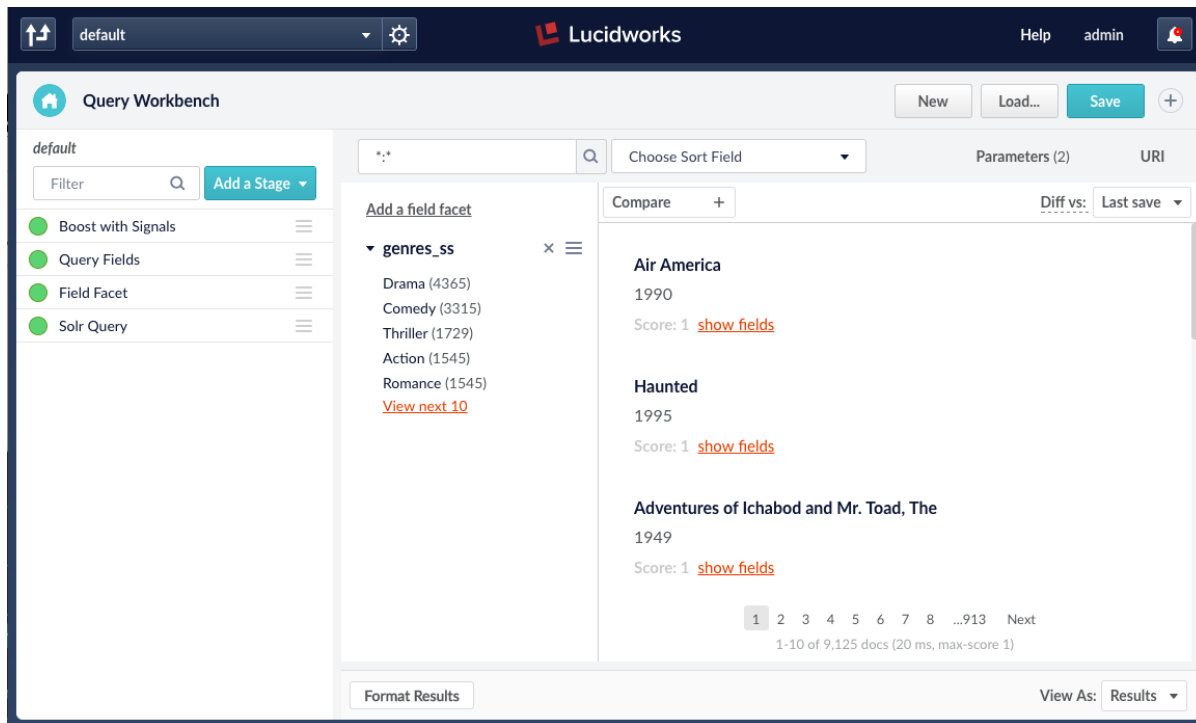 default
Lucidworks
Help
admin
Query Workbench
New
Load...
Save
default
Filter
Add a Stage
Boost with Signals
Query Fields
Field Facet
Solr Query
*:*
Choose Sort Field
Parameters (2)
URI
Add a field facet
genres_ss
Drama (4365)
Comedy (3315)
Thriller (1729)
Action (1545)
Romance (1545)
View next 10
Compare +
Diff vs: Last save
Air America
1990
Score: 1 show fields
Haunted
1995
Score: 1 show fields
Adventures of Ichabod and Mr. Toad, The
1949
Score: 1 show fields
1 2 3 4 5 6 7 8 ...913 Next
1-10 of 9,125 docs (20 ms, max-score 1)
Format Results
View As: Results